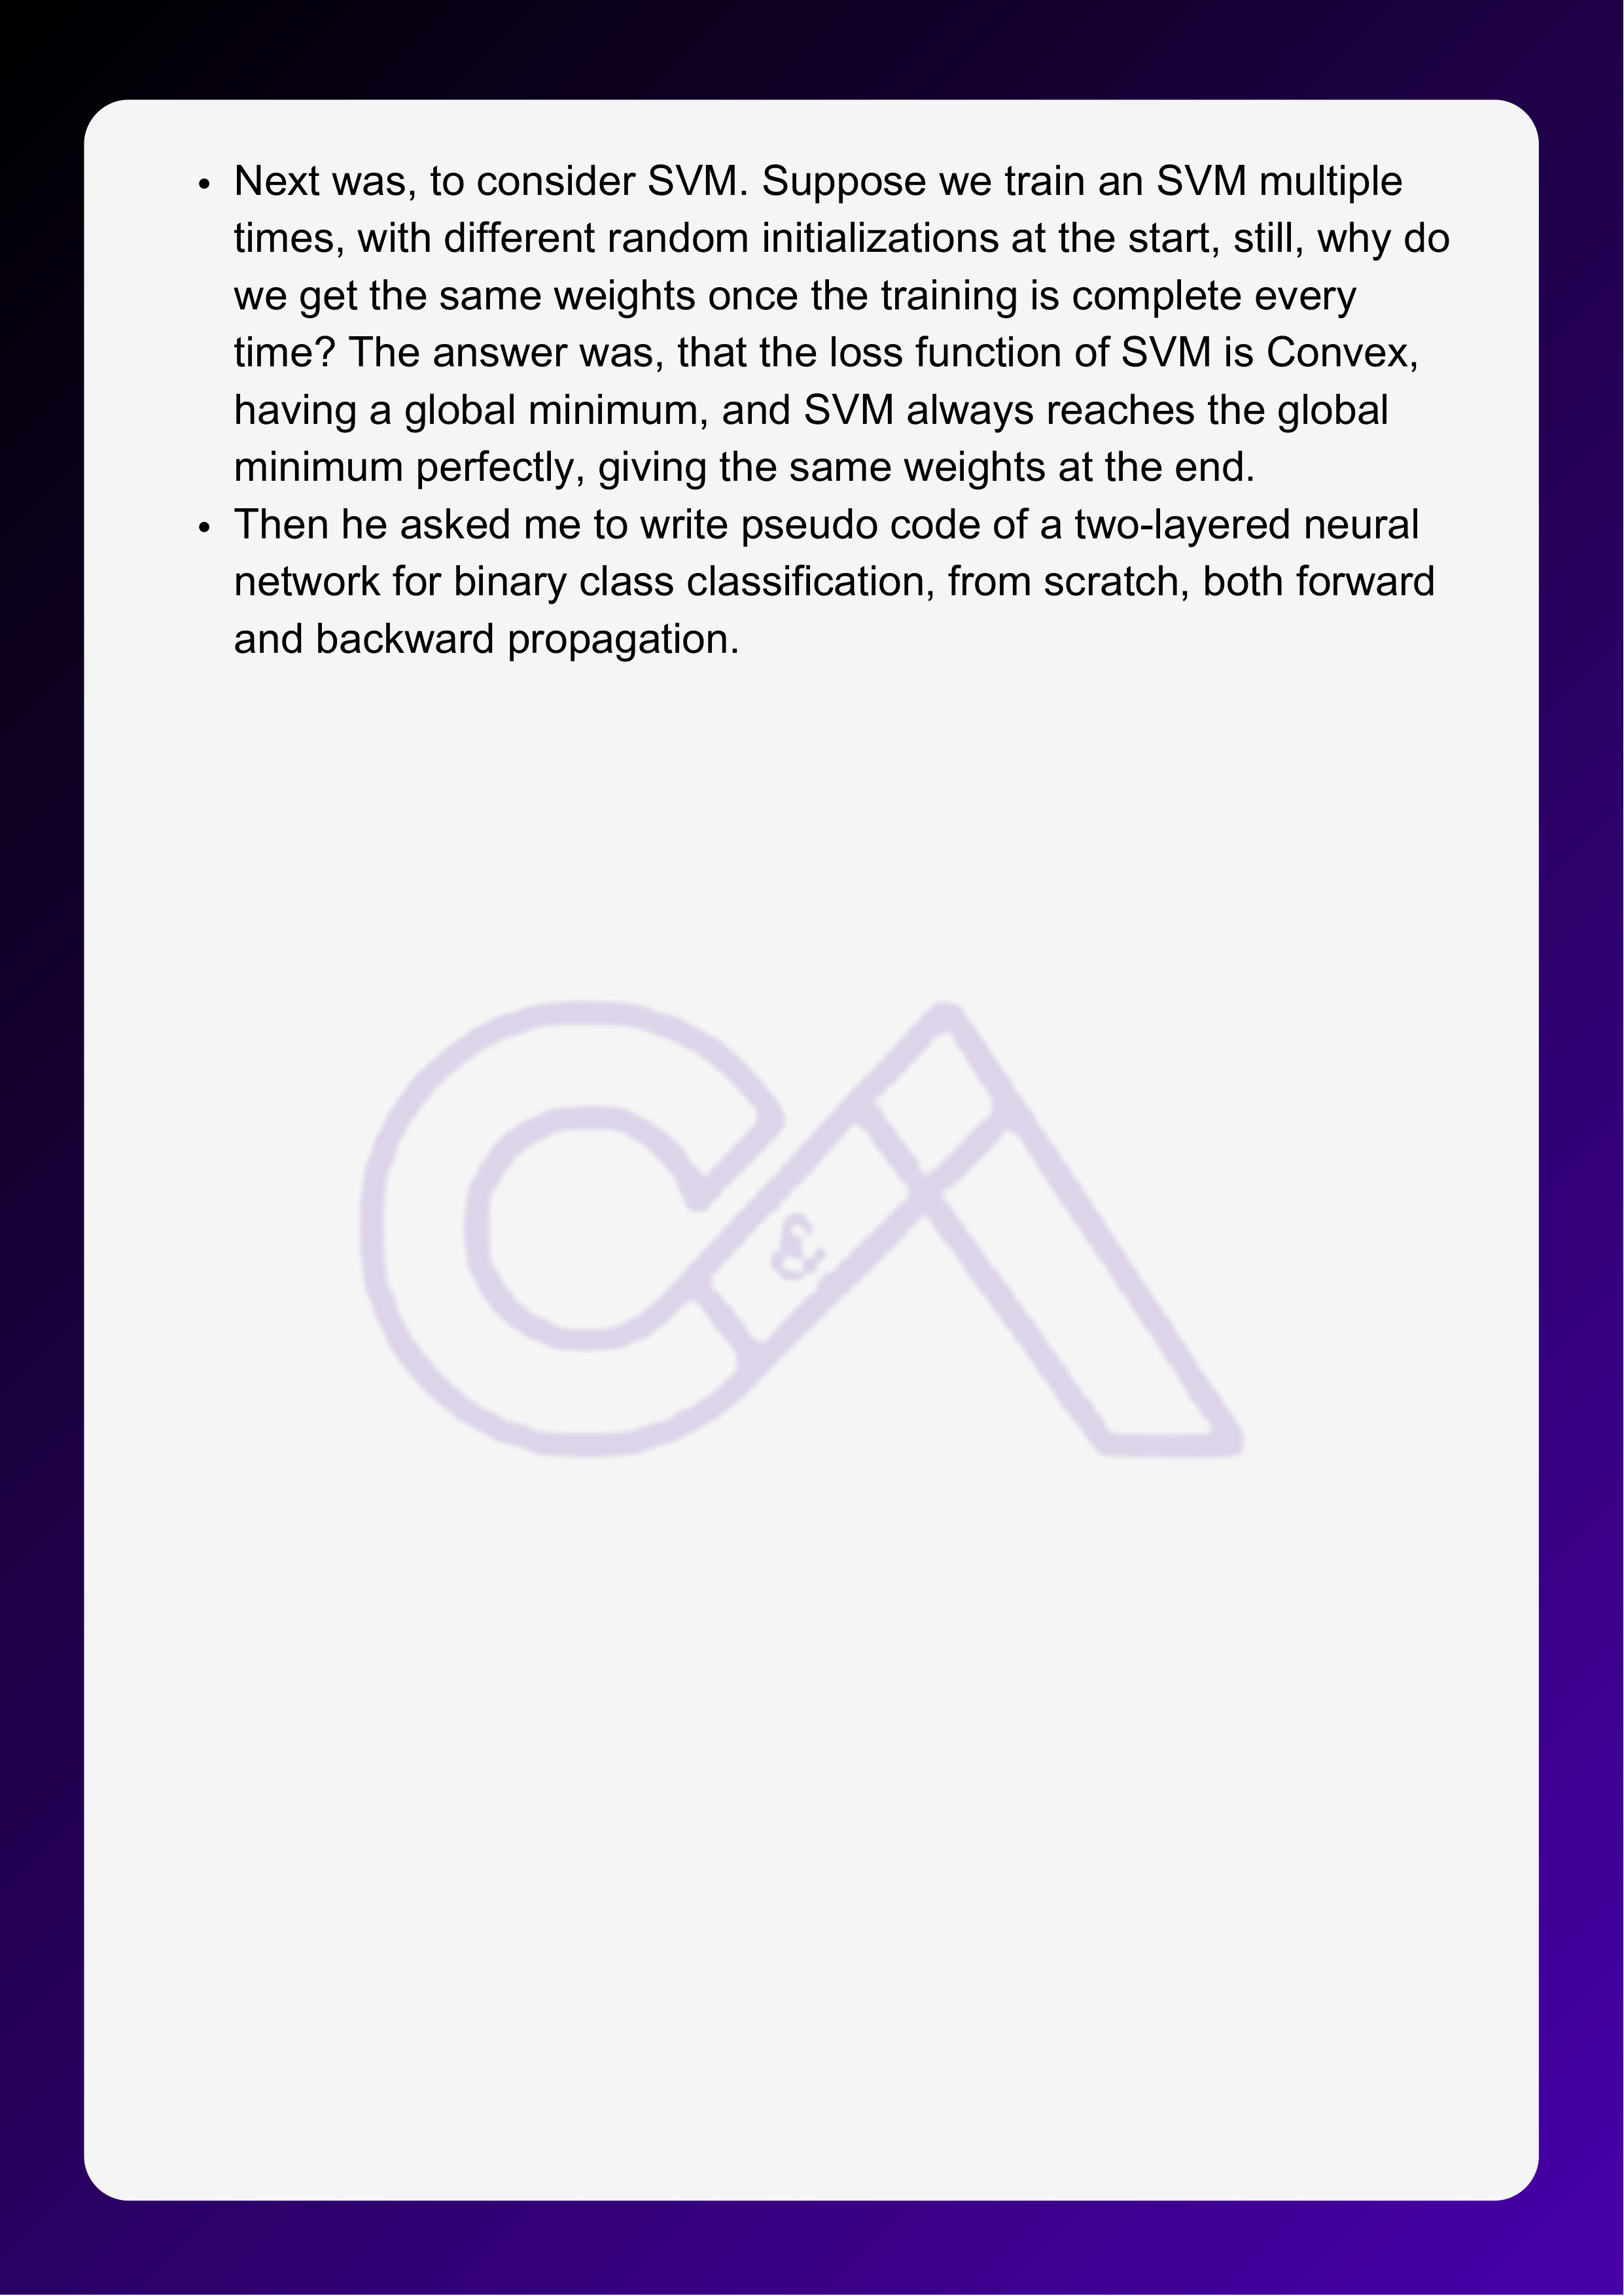 • Next was, to consider SVM. Suppose we train an SVM multiple
times, with different random initializations at the start, still, why do
we get the same weights once the training is complete every
time? The answer was, that the loss function of SVM is Convex,
having a global minimum, and SVM always reaches the global
minimum perfectly, giving the same weights at the end.
• Then he asked me to write pseudo code of a two-layered neural
network for binary class classification, from scratch, both forward
and backward propagation.
C&A